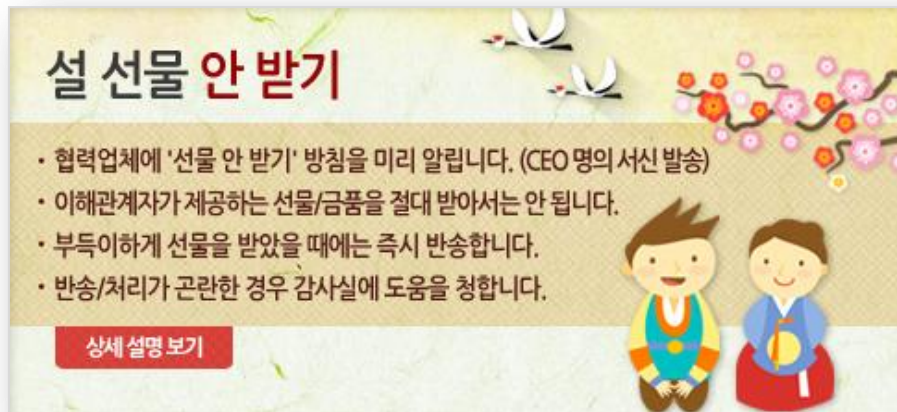 설 선물 안 받기
· 협력업체에 '선물 안 받기' 방침을 미리 알립니다. (CEO 명의 서신 발송)
· 이해관계자가 제공하는 선물/금품을 절대 받아서는 안 됩니다.
· 부득이하게 선물을 받았을 때에는 즉시 반송합니다.
· 반송/처리가 곤란한 경우 감사실에 도움을 청합니다.
상세 설명 보기